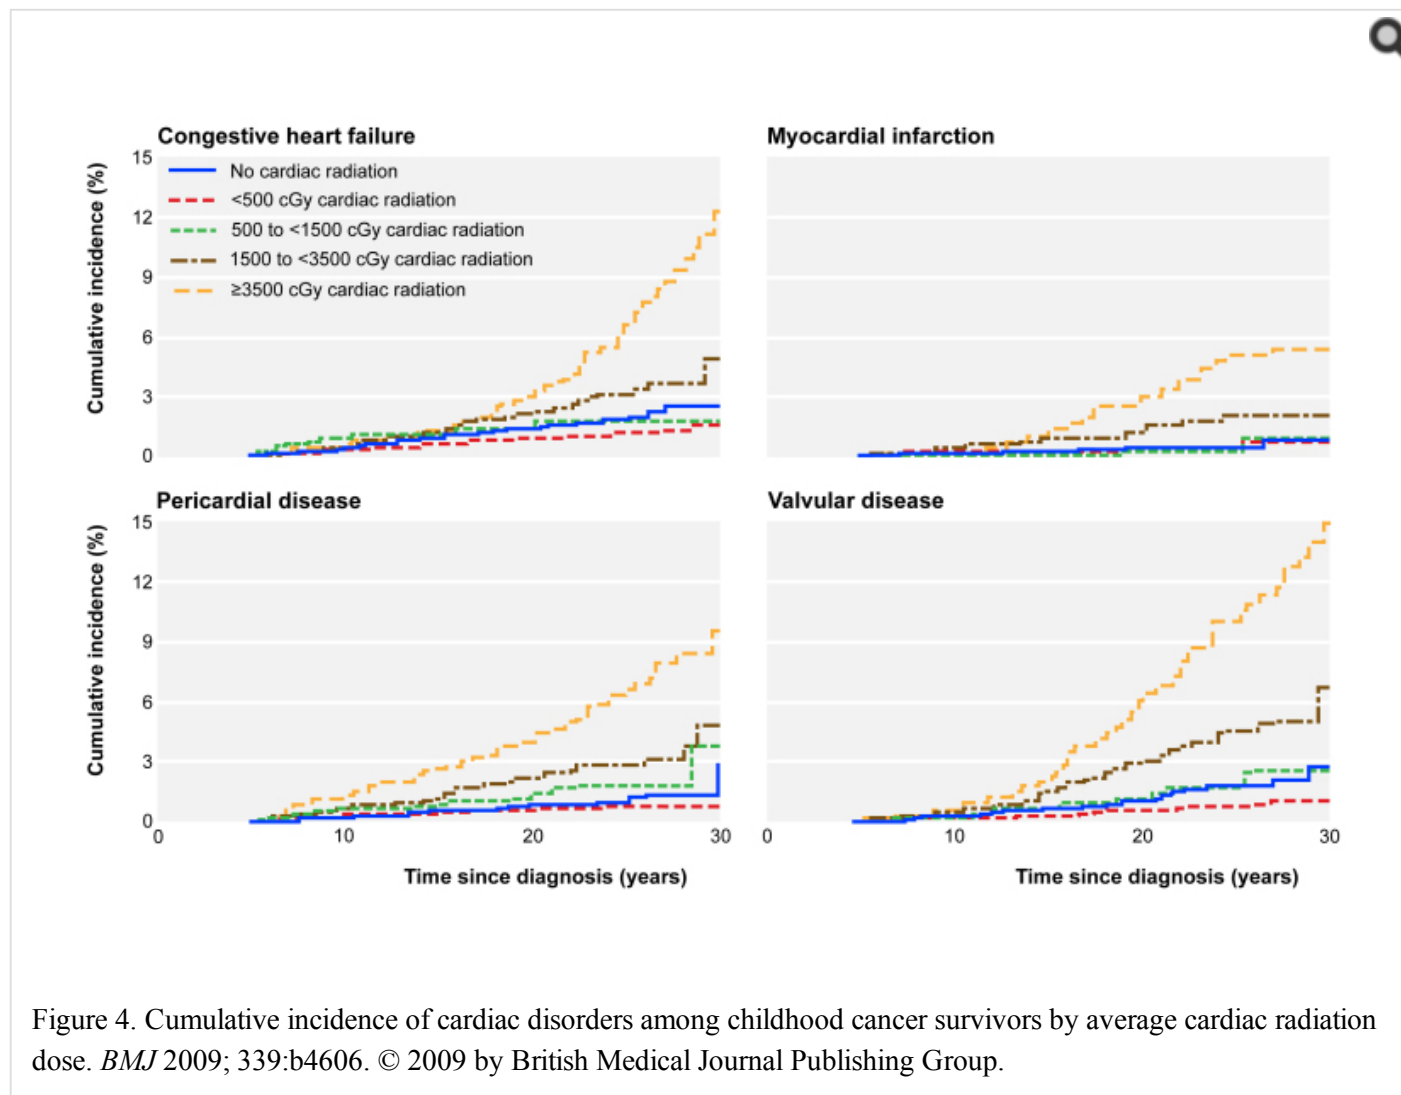 Congestive heart failure
Myocardial infarction
Cumulative incidence (%)
15
12
9
6
3
0
No cardiac radiation
<500 cGy cardiac radiation
500 to <1500 cGy cardiac radiation
1500 to <3500 cGy cardiac radiation
≥3500 cGy cardiac radiation
Pericardial disease
Valvular disease
Cumulative incidence (%)
15
12
9
6
3
0
0 10 20 30
0 10 20 30
Time since diagnosis (years)
Time since diagnosis (years)
Figure 4. Cumulative incidence of cardiac disorders among childhood cancer survivors by average cardiac radiation
dose. BMJ 2009; 339:b4606. © 2009 by British Medical Journal Publishing Group.